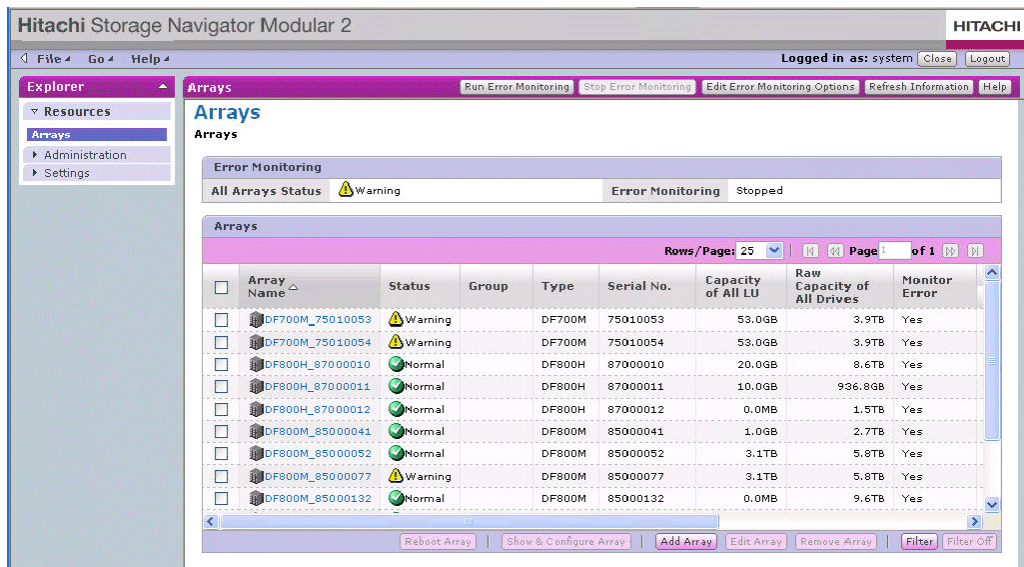 Hitachi Storage Navigator Modular 2
HITACHI
File Go Help
Logged in as: system Close Logout
Explorer
Resources
Arrays
Administration
Settings
Arrays Run Error Monitoring Stop Error Monitoring Edit Error Monitoring Options Refresh Information Help
Arrays
Arrays
Error Monitoring
All Arrays Status Warning Error Monitoring Stopped
Arrays
Rows/Page: 25 Page 1 of 1
Array Name Status Group Type Serial No. Capacity of All LU Raw Capacity of All Drives Monitor Error
DF700M_75010053 Warning DF700M 75010053 53.0GB 3.9TB Yes
DF700M_75010054 Warning DF700M 75010054 53.0GB 3.9TB Yes
DF800H_87000010 Normal DF800H 87000010 20.0GB 8.6TB Yes
DF800H_87000011 Normal DF800H 87000011 10.0GB 936.8GB Yes
DF800H_87000012 Normal DF800H 87000012 0.0MB 1.5TB Yes
DF800M_85000041 Normal DF800M 85000041 1.0GB 2.7TB Yes
DF800M_85000052 Normal DF800M 85000052 3.1TB 5.8TB Yes
DF800M_85000077 Warning DF800M 85000077 3.1TB 5.8TB Yes
DF800M_85000132 Normal DF800M 85000132 0.0MB 9.6TB Yes
Reboot Array Show & Configure Array Add Array Edit Array Remove Array Filter Filter Off